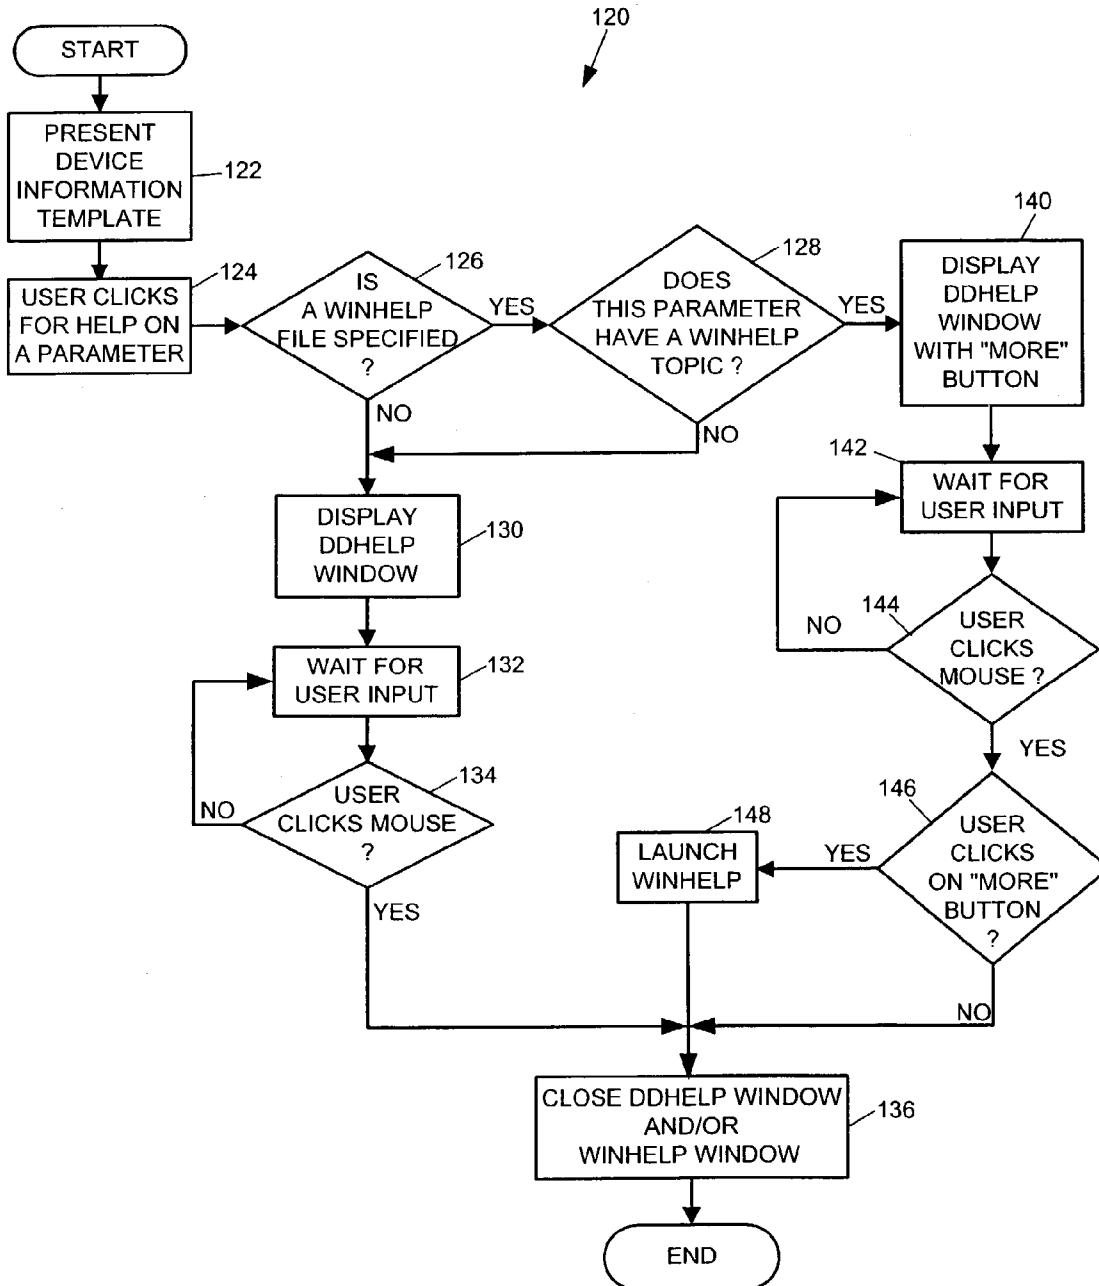 120
START
PRESENT
DEVICE
INFORMATION
TEMPLATE
122
124
USER CLICKS
FOR HELP ON
A PARAMETER
IS
A WINHELP
FILE SPECIFIED
?
126
YES
NO
DOES
THIS PARAMETER
HAVE A WINHELP
TOPIC ?
128
YES
NO
140
DISPLAY
DDHELP
WINDOW
WITH "MORE"
BUTTON
142
WAIT FOR
USER INPUT
144
USER
CLICKS
MOUSE ?
NO
YES
DISPLAY
DDHELP
WINDOW
130
WAIT FOR
USER INPUT
132
USER
CLICKS MOUSE
?
134
NO
YES
146
USER
CLICKS
ON "MORE"
BUTTON
?
YES
NO
148
LAUNCH
WINHELP
CLOSE DDHELP WINDOW
AND/OR
WINHELP WINDOW
136
END